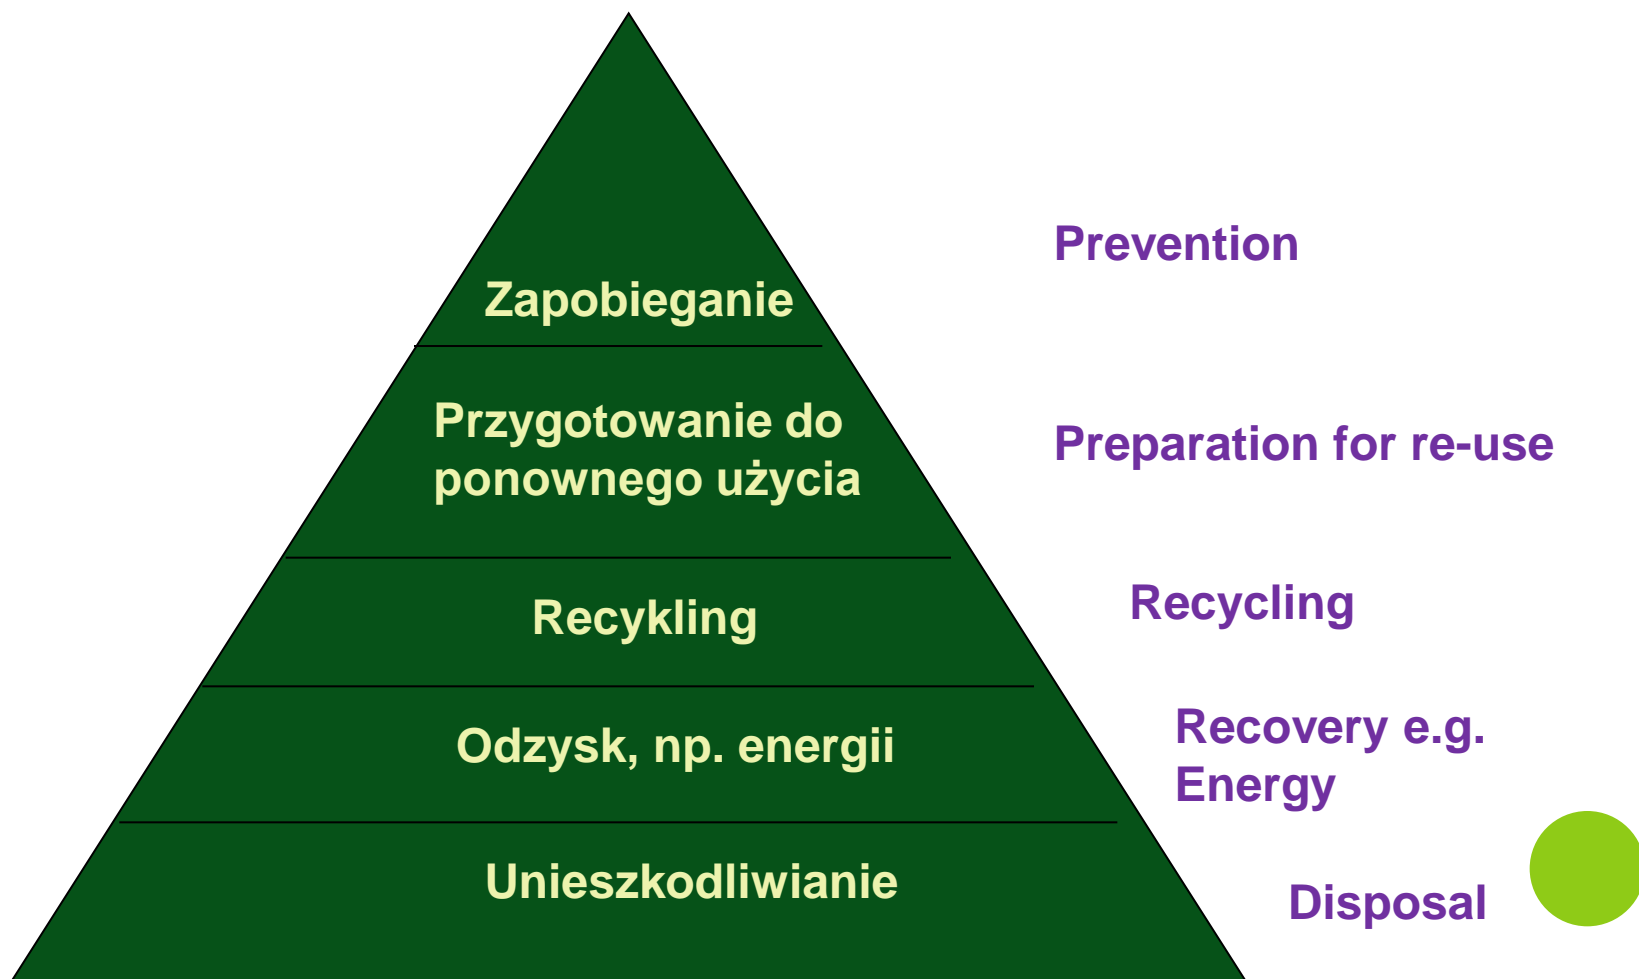 Prevention
Zapobieganie
Przygotowanie do
ponownego użycia
Preparation for re-use
Recykling
Recycling
Odzysk, np. energii
Recovery e.g.
Energy
Unieszkodliwianie
Disposal